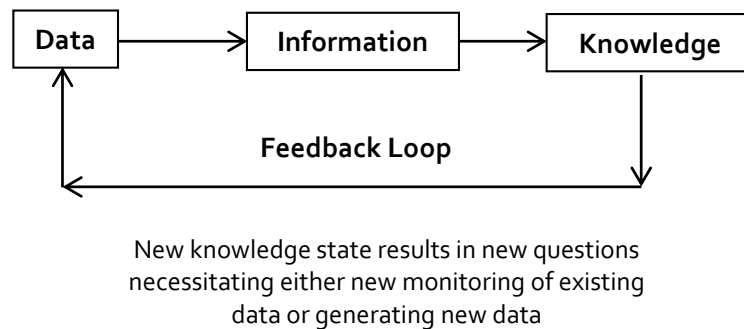 Data
Information
Knowledge
Feedback Loop
New knowledge state results in new questions
necessitating either new monitoring of existing
data or generating new data